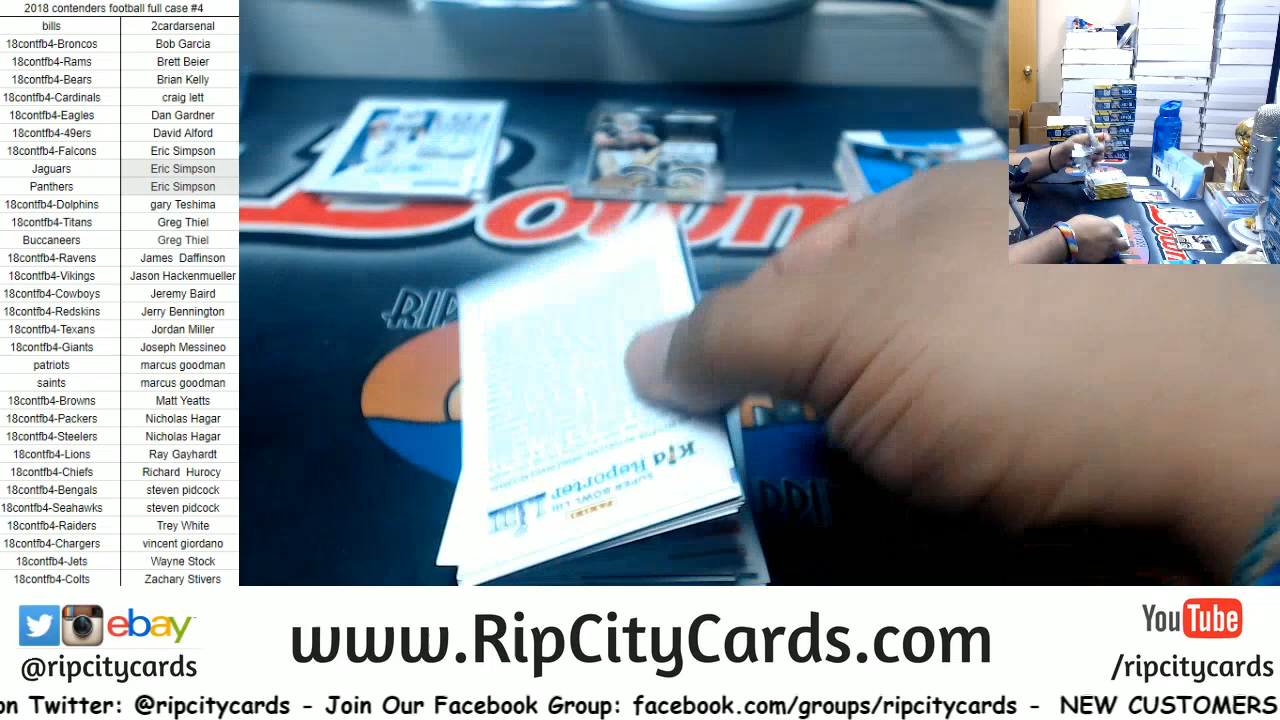 2018 contenders football full case #4
bills 2cardarsenal
18contfb4-Broncos Bob Garcia
18contfb4-Rams Brett Beier
18contfb4-Bears Brian Kelly
18contfb4-Cardinals craig lett
18contfb4-Eagles Dan Gardner
18contfb4-49ers David Alford
18contfb4-Falcons Eric Simpson
Jaguars Eric Simpson
Panthers Eric Simpson
18contfb4-Dolphins gary Teshima
18contfb4-Titans Greg Thiel
Buccaneers Greg Thiel
18contfb4-Ravens James Daffinson
18contfb4-Vikings Jason Hackenmueller
18contfb4-Cowboys Jeremy Baird
18contfb4-Redskins Jerry Bennington
18contfb4-Texans Jordan Miller
18contfb4-Giants Joseph Messineo
patriots marcus goodman
saints marcus goodman
18contfb4-Browns Matt Yeatts
18contfb4-Packers Nicholas Hagar
18contfb4-Steelers Nicholas Hagar
18contfb4-Lions Ray Gayhardt
18contfb4-Chiefs Richard Hurocy
18contfb4-Bengals steven pidcock
18contfb4-Seahawks steven pidcock
18contfb4-Raiders Trey White
18contfb4-Chargers vincent giordano
18contfb4-Jets Wayne Stock
18contfb4-Colts Zachary Stivers
own
RIP
Kid Reporter
SUPER BOWL LIII
PANINI
ebay
@ripcitycards
www.RipCityCards.com
YouTube
/ripcitycards
on Twitter: @ripcitycards - Join Our Facebook Group: facebook.com/groups/ripcitycards - NEW CUSTOMERS